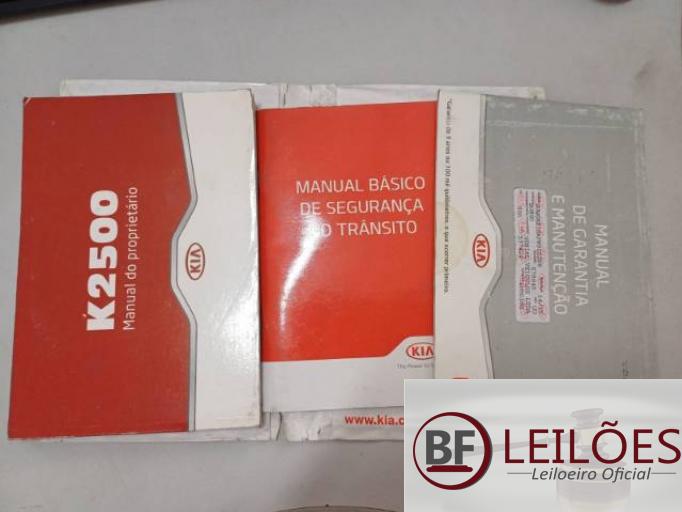 K2500
Manual do proprietário
KIA
MANUAL BÁSICO
DE SEGURANÇA
O TRÂNSITO
KIA
The Power to
www.kia.c
KIA
MANUAL
DE GARANTIA
E MANUTENÇÃO
BF LEILÕES
Leiloeiro Oficial